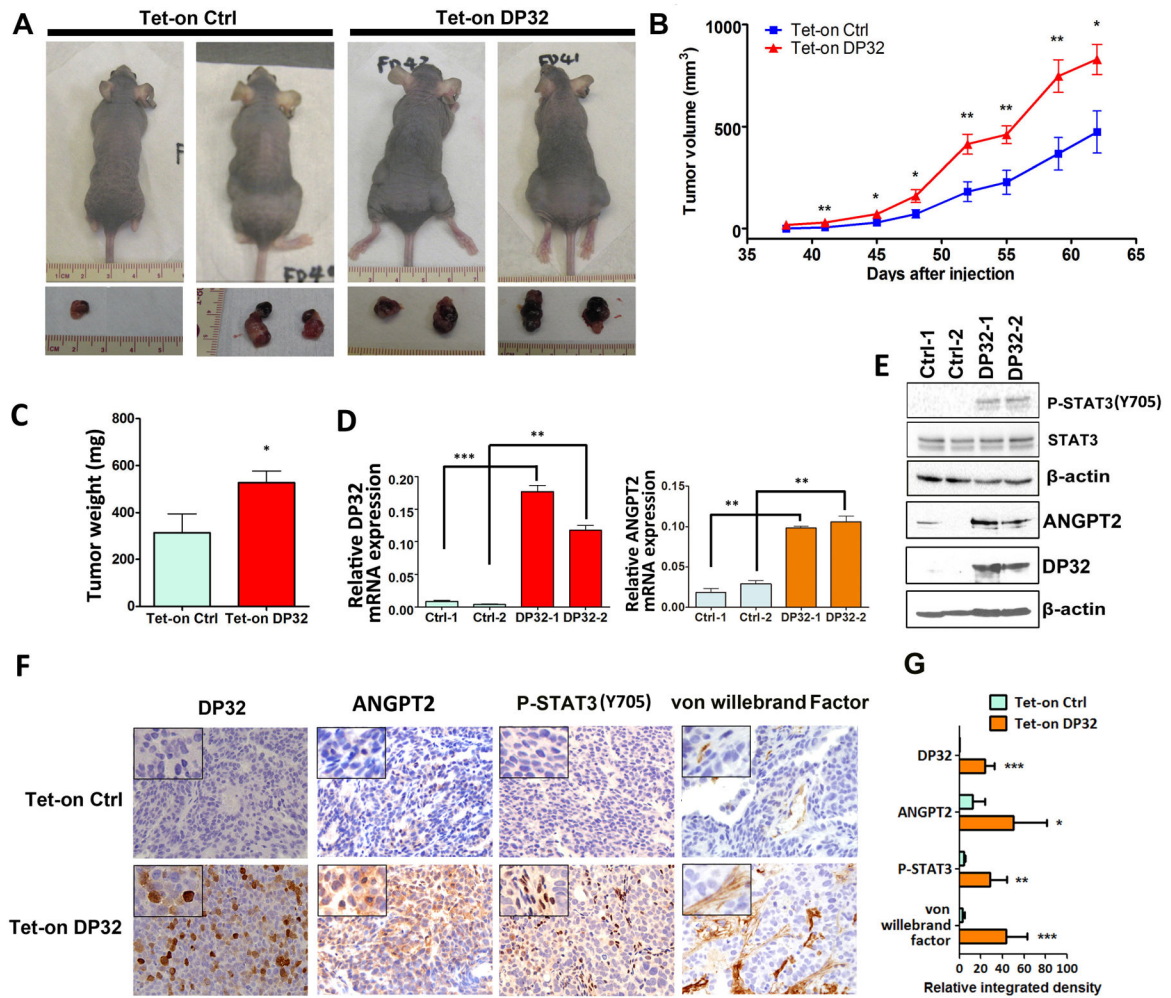 A
Tet-on Ctrl
Tet-on DP32
FD42
FD41
FD40
B
Tet-on Ctrl
Tet-on DP32
Tumor volume (mm³)
1000
500
0
** * * ** ** ** *
35 40 45 50 55 60 65
Days after injection
C
Tumor weight (mg)
800
600
400
200
0
*
Tet-on Ctrl Tet-on DP32
D
Relative DP32
mRNA expression
0.20
0.15
0.10
0.05
0.00
***
**
Ctrl-1 Ctrl-2 DP32-1 DP32-2
Relative ANGPT2
mRNA expression
0.15
0.10
0.05
0.00
**
**
Ctrl-1 Ctrl-2 DP32-1 DP32-2
E
Ctrl-1
Ctrl-2
DP32-1
DP32-2
P-STAT3(Y705)
STAT3
β-actin
ANGPT2
DP32
β-actin
F
DP32 ANGPT2 P-STAT3(Y705) von willebrand Factor
Tet-on Ctrl
Tet-on DP32
G
Tet-on Ctrl
Tet-on DP32
DP32
***
ANGPT2
*
P-STAT3
**
von
willebrand
factor
***
0 20 40 60 80 100
Relative integrated density